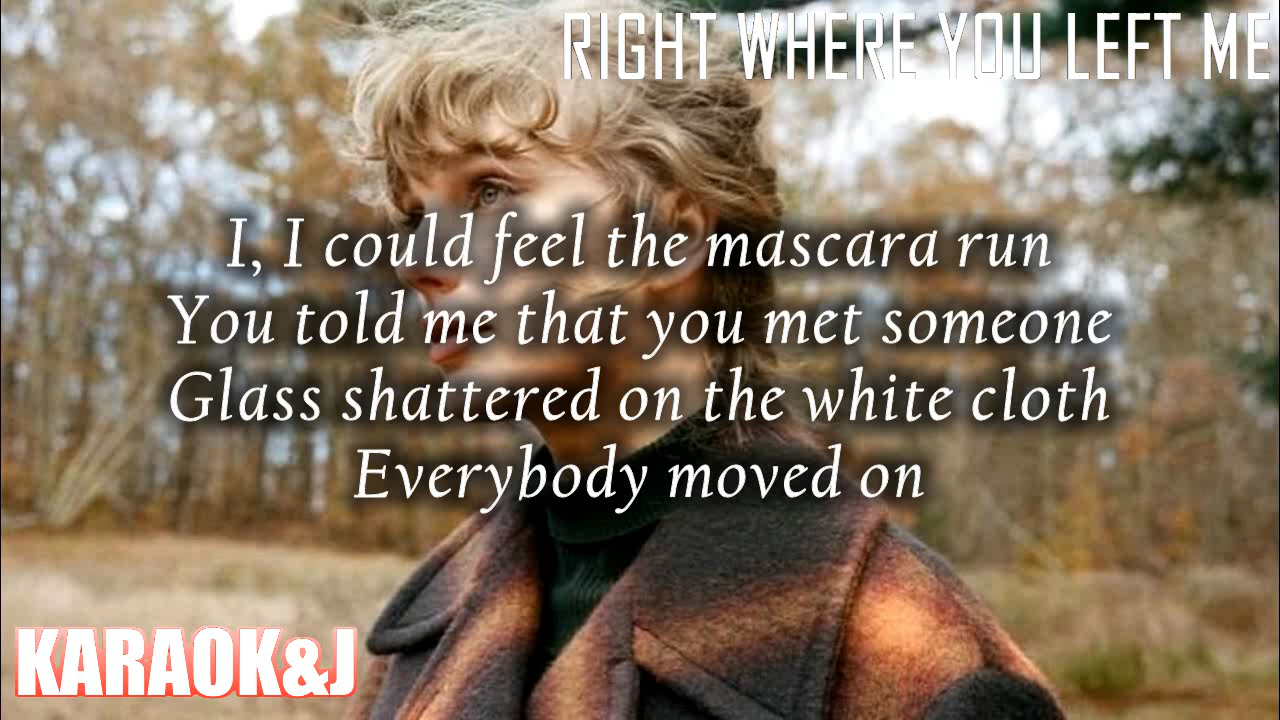 RIGHT WHERE YOU LEFT ME
I, I could feel the mascara run
You told me that you met someone
Glass shattered on the white cloth
Everybody moved on
KARAOK&J